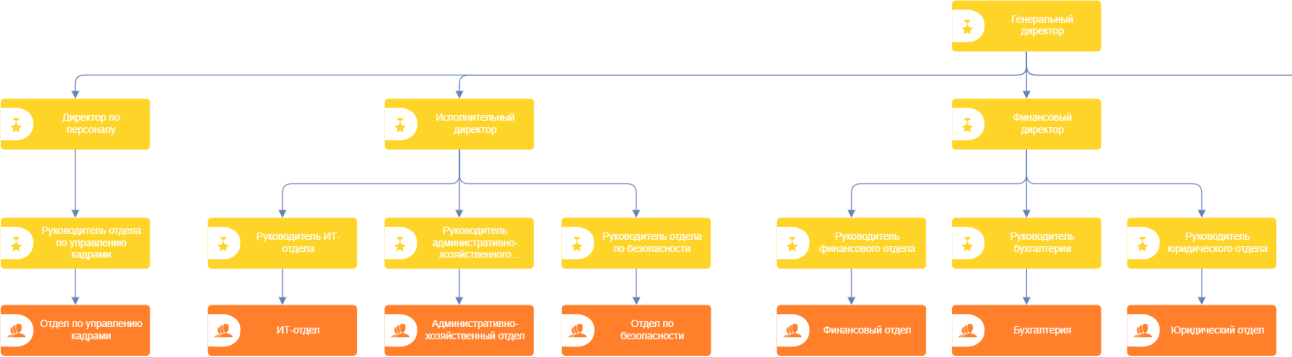 Генеральный
директор
Директор по
персоналу
Исполнительный
директор
Финансовый
директор
Руководитель отдела
по управлению
кадрами
Руководитель ИТ-
отдела
Руководитель
административно-
хозяйственного...
Руководитель отдела
по безопасности
Руководитель
финансового отдела
Руководитель
бухгалтерии
Руководитель
юридического отдела
Отдел по управлению
кадрами
ИТ-отдел
Административно-
хозяйственный отдел
Отдел по
безопасности
Финансовый отдел
Бухгалтерия
Юридический отдел